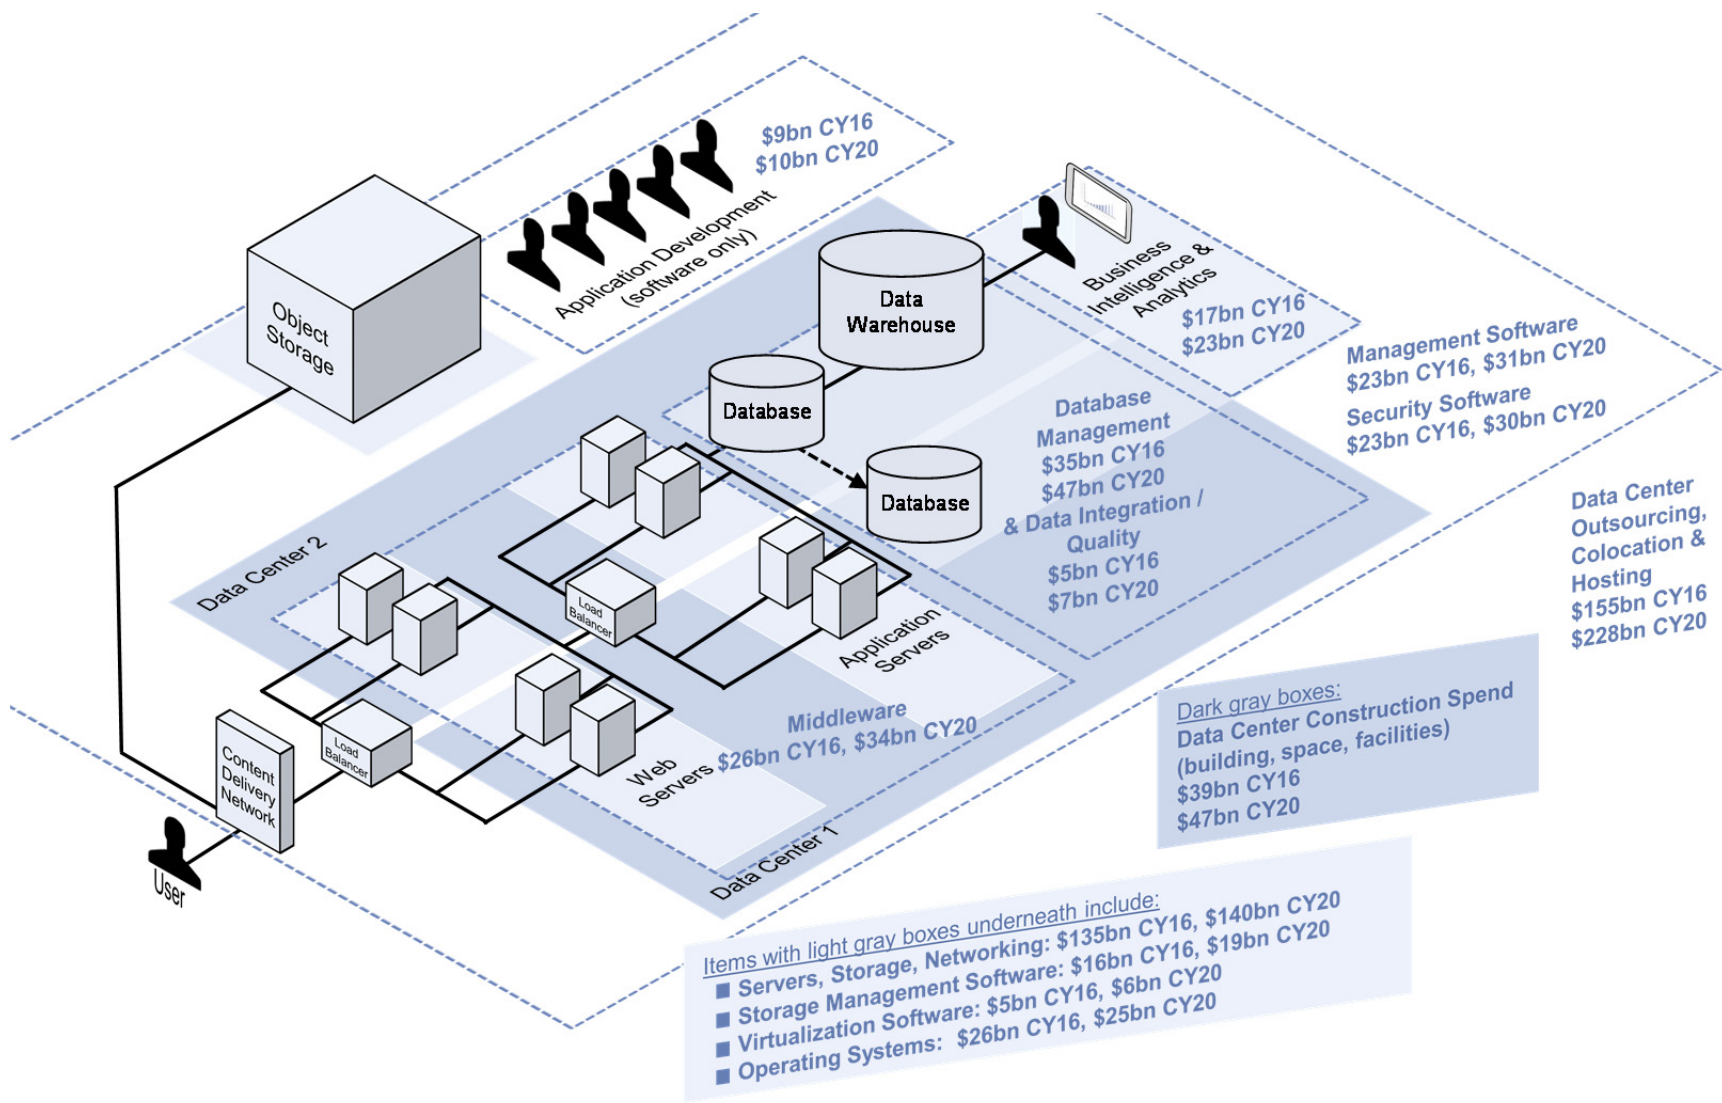 $9bn CY16
$10bn CY20
Application Development
(software only)
Object
Storage
Data
Warehouse
Business
Intelligence &
Analytics
$17bn CY16
$23bn CY20
Management Software
$23bn CY16, $31bn CY20
Security Software
$23bn CY16, $30bn CY20
Database
Database
Database
Management
$35bn CY16
$47bn CY20
& Data Integration /
Quality
$5bn CY16
$7bn CY20
Data Center
Outsourcing,
Colocation &
Hosting
$155bn CY16
$228bn CY20
Data Center 2
Load
Balancer
Application
Servers
Middleware
$26bn CY16, $34bn CY20
Load
Balancer
Web
Servers
Content
Delivery
Network
User
Data Center 1
Dark gray boxes:
Data Center Construction Spend
(building, space, facilities)
$39bn CY16
$47bn CY20
Items with light gray boxes underneath include:
■ Servers, Storage, Networking: $135bn CY16, $140bn CY20
■ Storage Management Software: $16bn CY16, $19bn CY20
■ Virtualization Software: $5bn CY16, $6bn CY20
■ Operating Systems: $26bn CY16, $25bn CY20